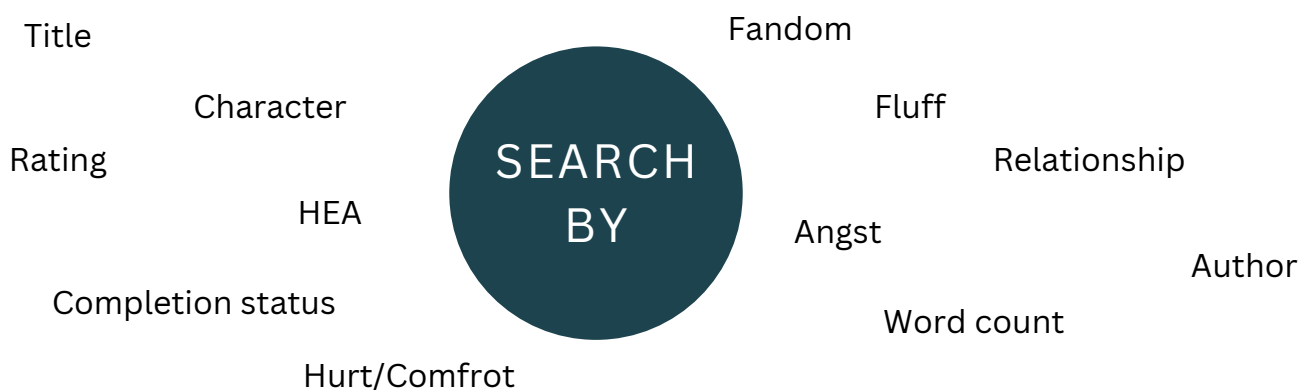 Title
Fandom
Character
Fluff
Rating
SEARCH
BY
Relationship
HEA
Angst
Author
Completion status
Word count
Hurt/Comfrot